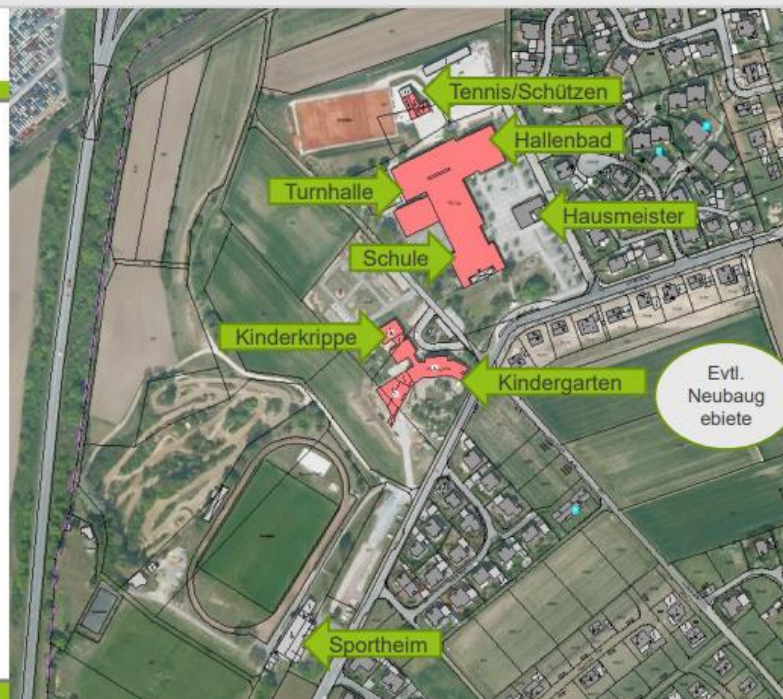 Tennis/Schützen
Hallenbad
Turnhalle
Hausmeister
Schule
Kinderkrippe
Kindergarten
Evtl.
Neubaug
ebiete
Sportheim